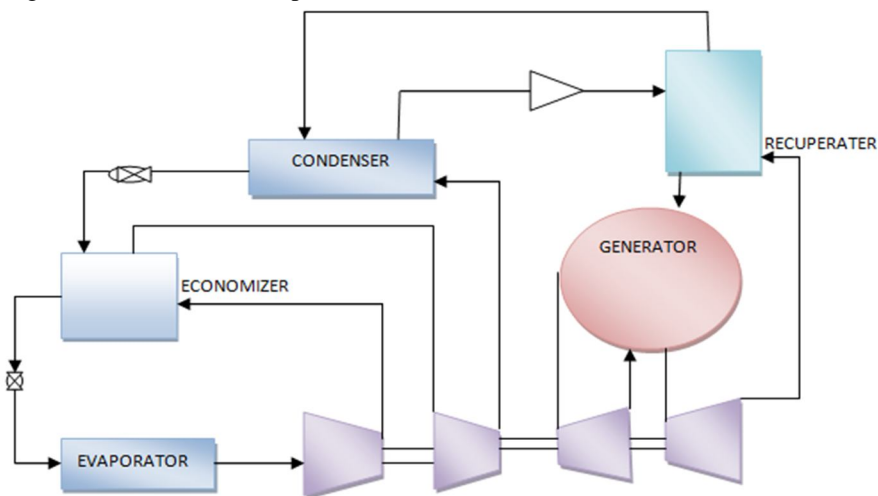 CONDENSER
RECUPERATER
GENERATOR
ECONOMIZER
EVAPORATOR